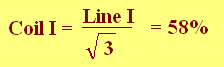 Coil I = Line I / √3 = 58%